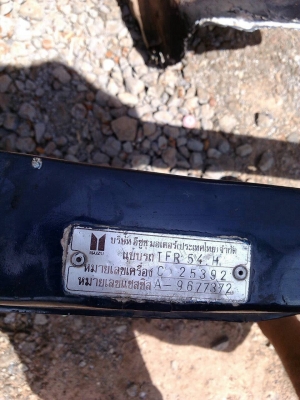 บริษัท อีซูซุ มอเตอร์(ประเทศไทย) จำกัด
ISUZU
แบบรถ TFR 54 H
หมายเลขเครื่อง C 25392
หมายเลขแชสซีส์ A-9677372